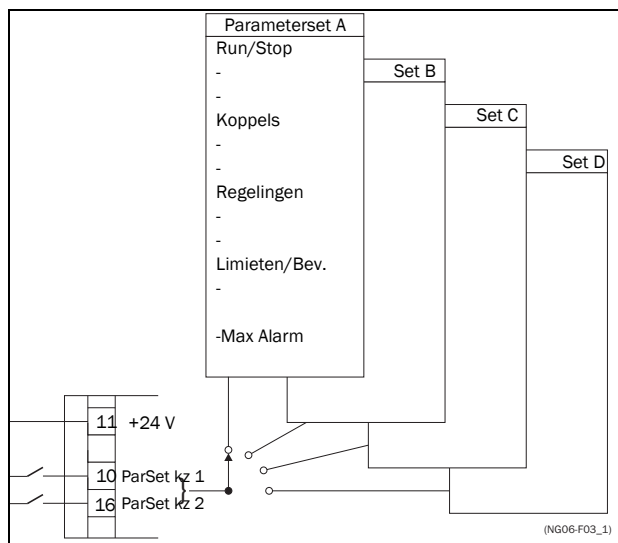 Parameterset A
Run/Stop
-
-
Koppels
-
-
Regelingen
-
-
Limieten/Bev.
-
-Max Alarm
Set B
Set C
Set D
11 +24 V
10 ParSet kz 1
16 ParSet kz 2
}
(NG06-F03_1)